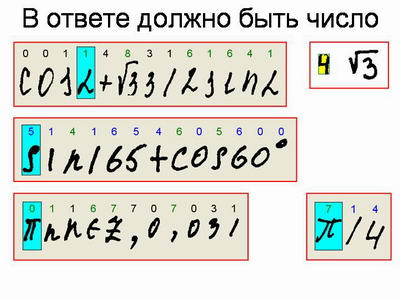 В ответе должно быть число
0 0 1 1 4 8 3 1 6 1 6 4 1
cosα+√33/2sinα
4 √3
5 1 4 1 6 5 4 6 0 5 6 0 0
sin165+cos60°
0 1 1 6 7 7 0 7 0 3 1
πnn∈Z,0,031
7 1 4
π/4